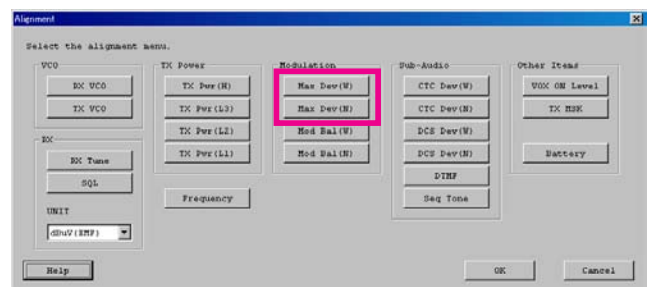 Alignment
Select the alignment menu.
VCO
RX VCO
TX VCO
RX
RX Tune
SQL
UNIT
dBuV(EMF)
TX Power
TX Pwr(H)
TX Pwr(L3)
TX Pwr(L2)
TX Pwr(L1)
Frequency
Modulation
Max Dev(W)
Max Dev(N)
Mod Bal(W)
Mod Bal(N)
Sub-Audio
CTC Dev(W)
CTC Dev(N)
DCS Dev(W)
DCS Dev(N)
DTMF
Seq Tone
Other Items
VOX ON Level
TX MSK
Battery
Help
OK
Cancel